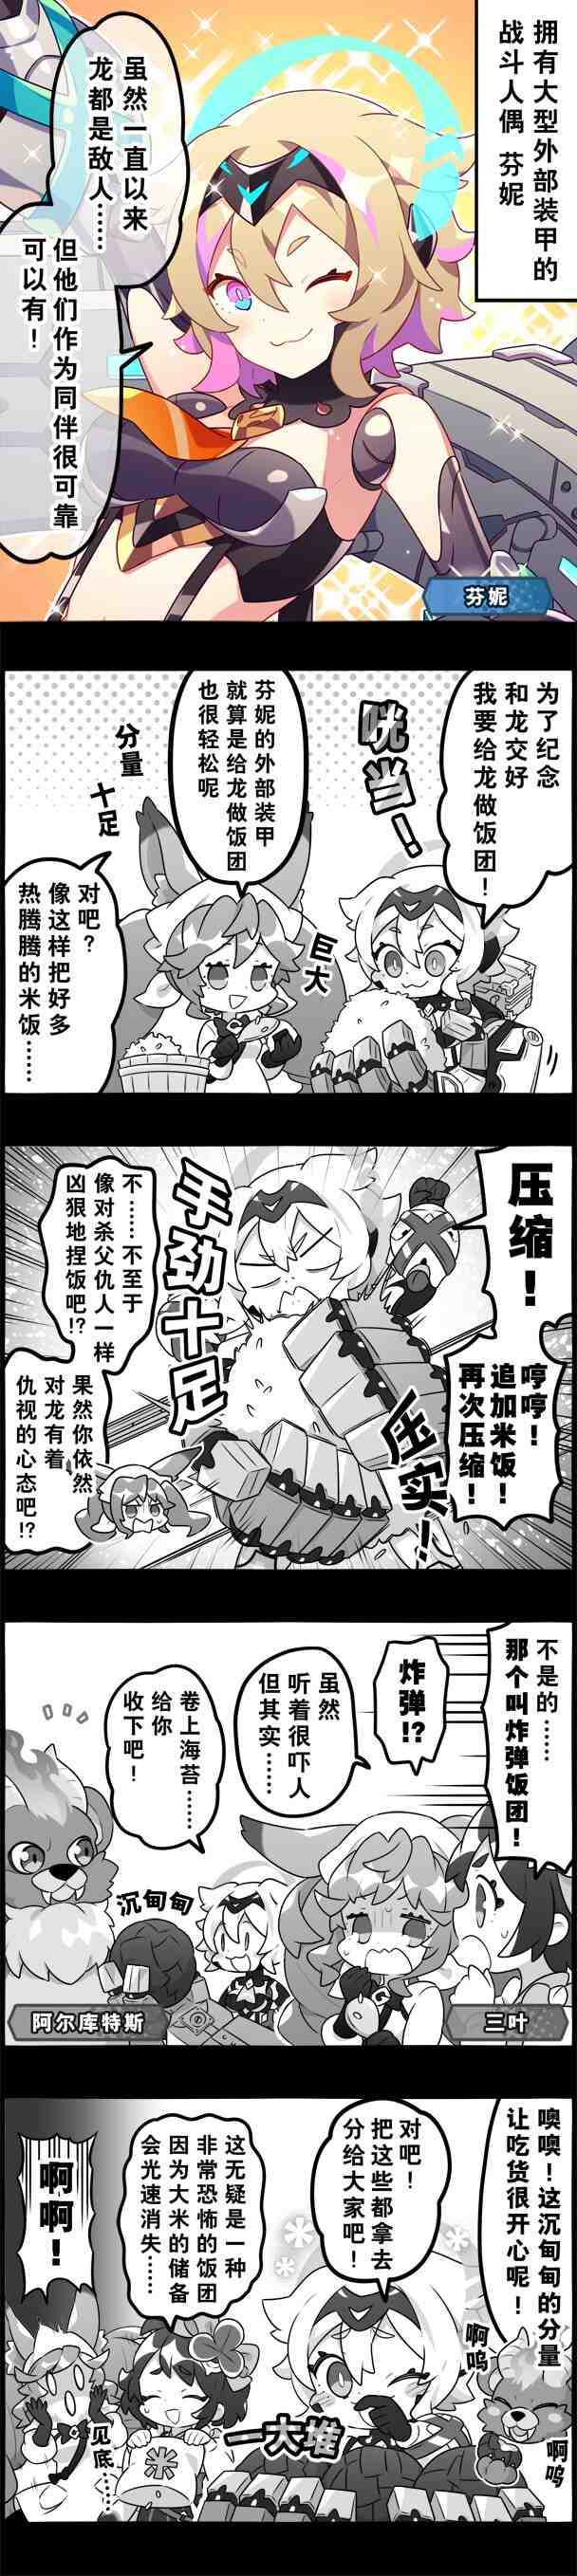 拥有大型外部装甲的
战斗人偶 芬妮
虽然一直以来
龙都是敌人……
但他们作为同伴很可靠
可以有！
芬妮
为了纪念
和龙交好
我要给龙做饭团！
咣当！
芬妮的外部装甲
就算是给龙做饭团
也很轻松呢
巨大
分量
十足
对吧？
像这样把好多
热腾腾的米饭……
压缩！
哼哼！
追加米饭！
再次压缩！
压实！
手劲十足
不……不至于
像对杀父仇人一样
凶狠地捏饭吧!?
果然你依然
对龙有着
仇视的心态吧!?
不是的……
那个叫炸弹饭团！
炸弹!?
虽然
听着很吓人
但其实……
卷上海苔……
给你
收下吧！
沉甸甸
阿尔库特斯
三叶
噢噢！这沉甸甸的分量
让吃货很开心呢！
啊呜
啊呜
对吧！
把这些都拿去
分给大家吧！
一大堆
这无疑是一种
非常恐怖的饭团
因为大米的储备
会光速消失……
米
见底……
啊啊！